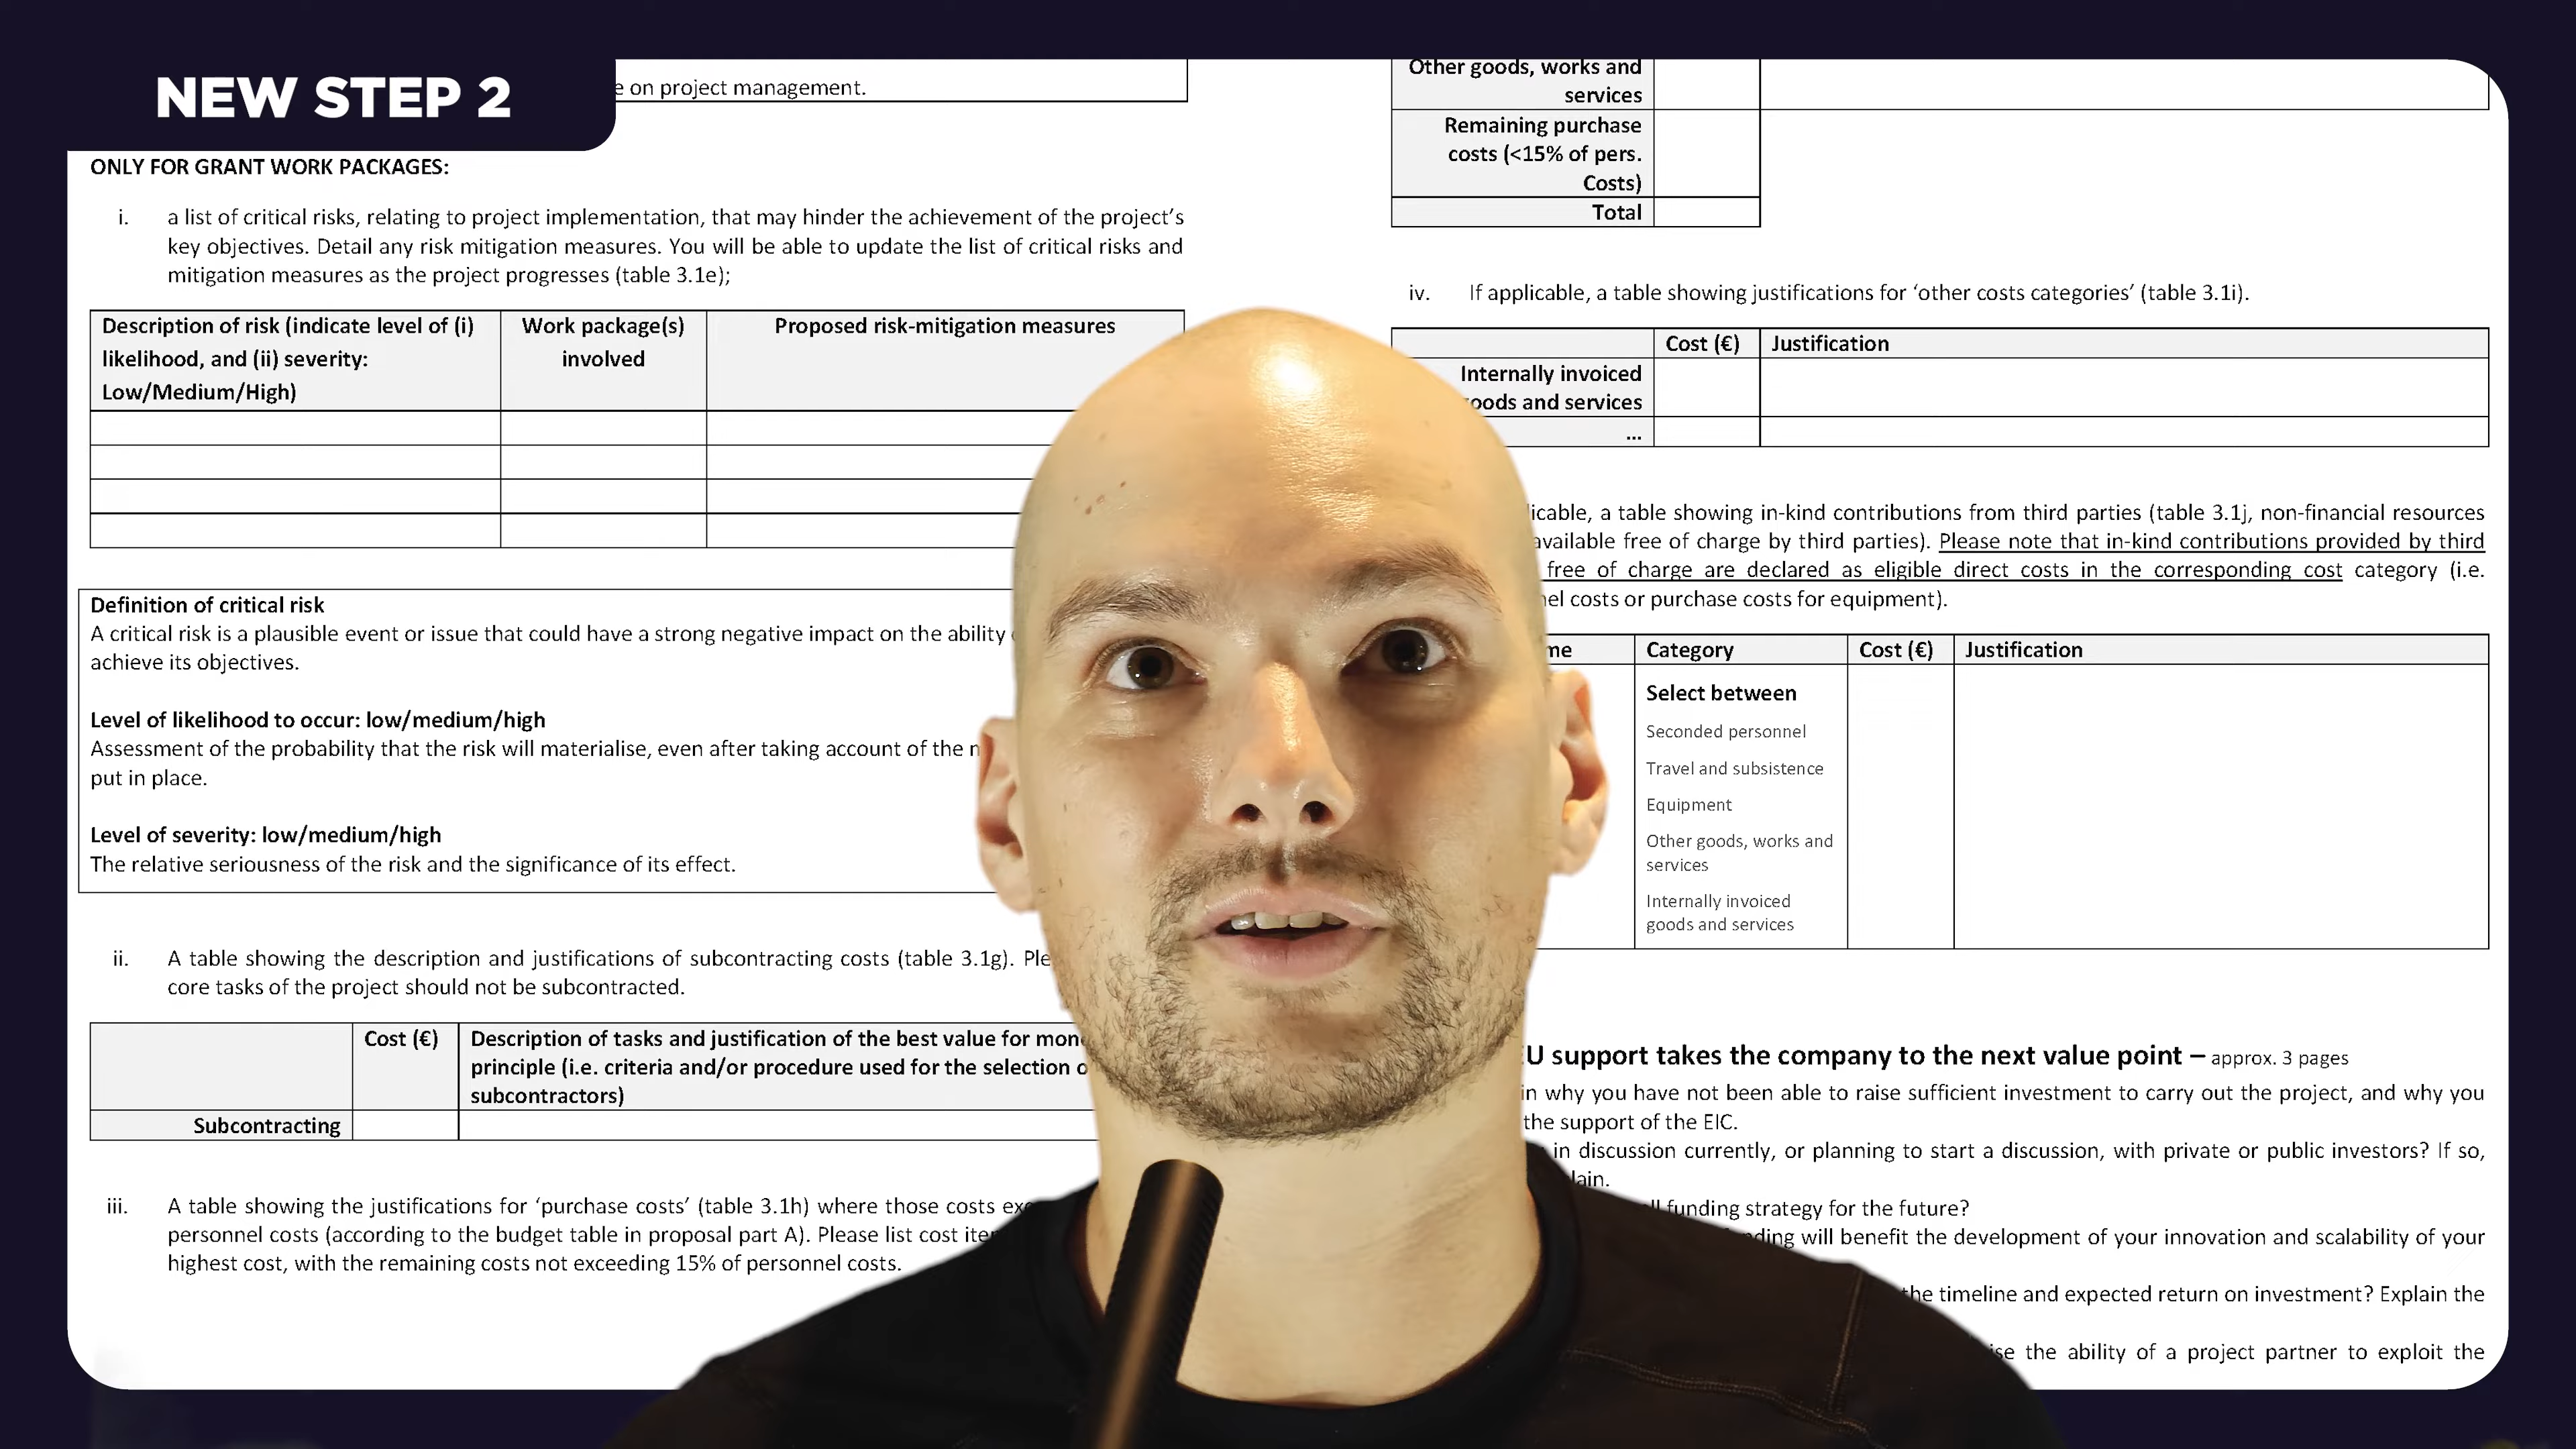 NEW STEP 2
e on project management.
ONLY FOR GRANT WORK PACKAGES:
i. a list of critical risks, relating to project implementation, that may hinder the achievement of the project's
key objectives. Detail any risk mitigation measures. You will be able to update the list of critical risks and
mitigation measures as the project progresses (table 3.1e);
Description of risk (indicate level of (i)
likelihood, and (ii) severity:
Low/Medium/High)
Work package(s)
involved
Proposed risk-mitigation measures
Definition of critical risk
A critical risk is a plausible event or issue that could have a strong negative impact on the ability
achieve its objectives.
Level of likelihood to occur: low/medium/high
Assessment of the probability that the risk will materialise, even after taking account of the
put in place.
Level of severity: low/medium/high
The relative seriousness of the risk and the significance of its effect.
ii. A table showing the description and justifications of subcontracting costs (table 3.1g).
core tasks of the project should not be subcontracted.
Cost (€)
Description of tasks and justification of the best value for
principle (i.e. criteria and/or procedure used for the selection
subcontractors)
Subcontracting
iii. A table showing the justifications for ‘purchase costs’ (table 3.1h) where those costs
personnel costs (according to the budget table in proposal part A). Please list cost
highest cost, with the remaining costs not exceeding 15% of personnel costs.
Other goods, works and
services
Remaining purchase
costs (<15% of pers.
Costs)
Total
iv. If applicable, a table showing justifications for ‘other costs categories’ (table 3.1i).
Cost (€)
Justification
Internally invoiced
goods and services
...
a table showing in-kind contributions from third parties (table 3.1j, non-financial resources
available free of charge by third parties). Please note that in-kind contributions provided by third
free of charge are declared as eligible direct costs in the corresponding cost category (i.e.
costs or purchase costs for equipment).
Category
Cost (€)
Justification
Select between
Seconded personnel
Travel and subsistence
Equipment
Other goods, works and
services
Internally invoiced
goods and services
EU support takes the company to the next value point – approx. 3 pages
why you have not been able to raise sufficient investment to carry out the project, and why you
the support of the EIC.
in discussion currently, or planning to start a discussion, with private or public investors? If so,
funding strategy for the future?
will benefit the development of your innovation and scalability of your
the timeline and expected return on investment? Explain the
the ability of a project partner to exploit the